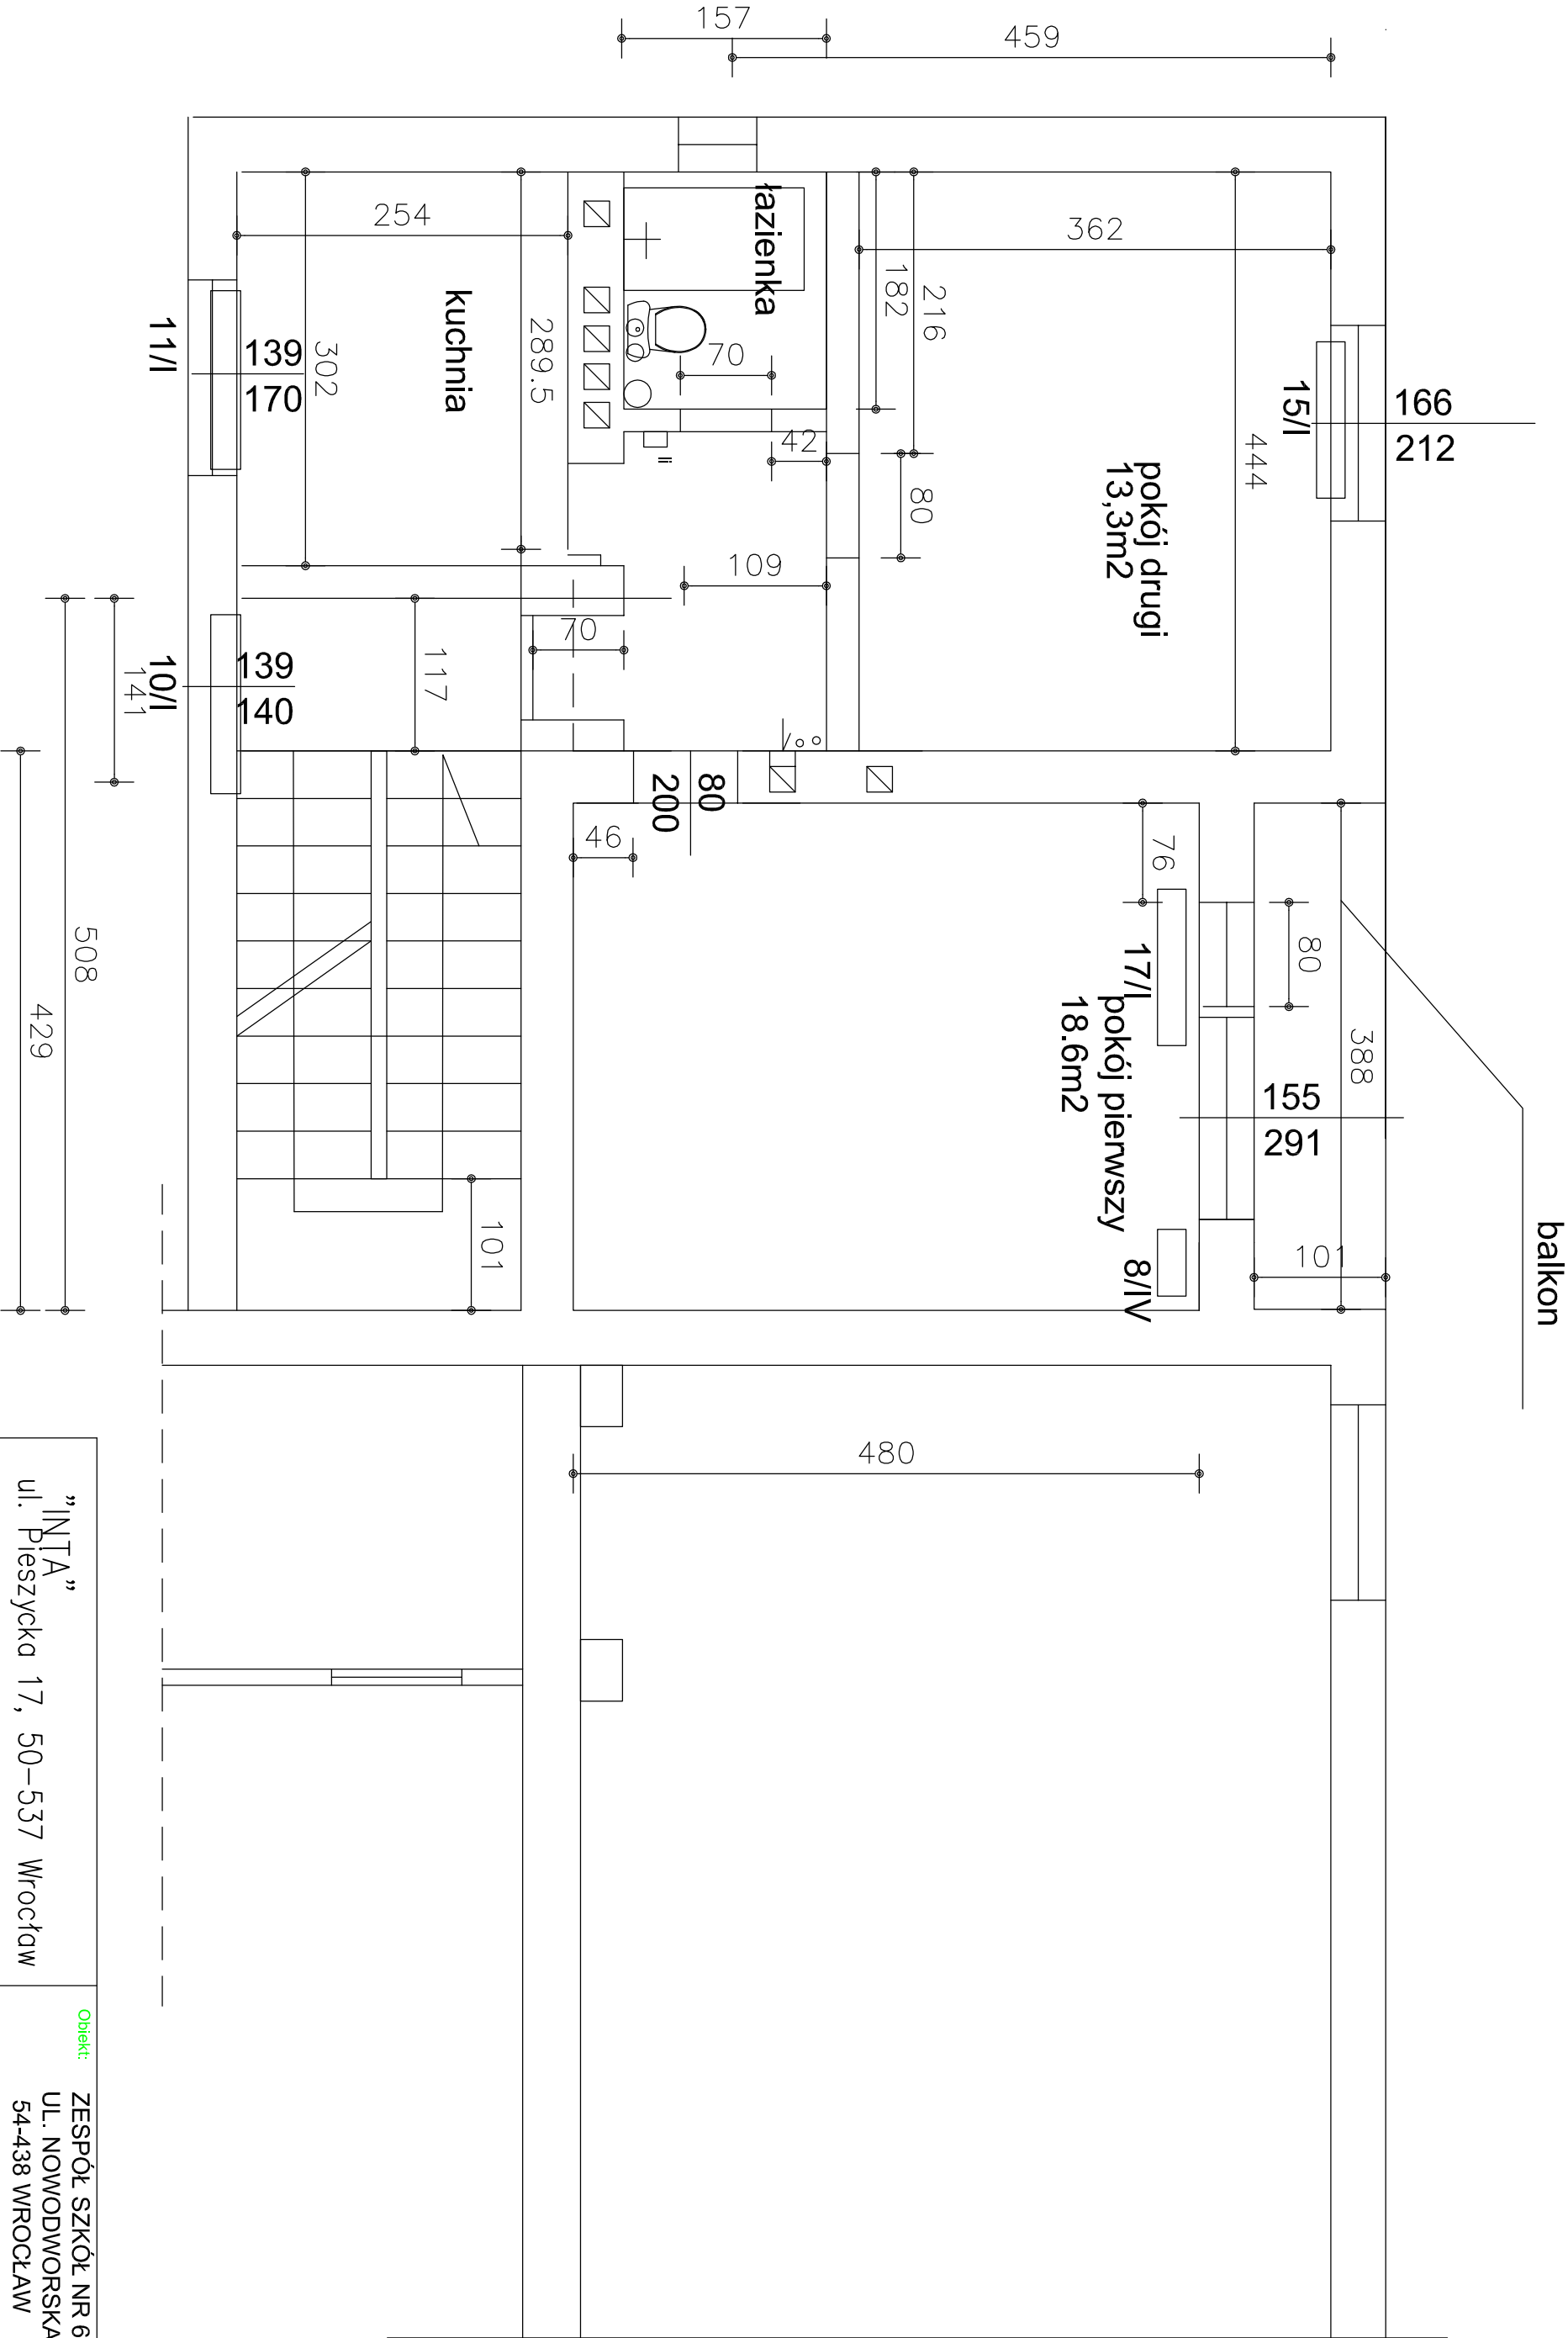 157
459
łazienka
254
302
289.5
kuchnia
362
182
216
70
42
80
109
444
pokój drugi
13,3m2
15/I
166
212
139
170
11/I
139
140
10/I
141
117
70
80
200
46
76
17/I
80
388
pokój pierwszy
18.6m2
155
291
8/IV
101
balkon
101
508
429
480
„INTA”
ul. Pieszycka 17, 50-537 Wrocław
Obiekt:
ZESPÓŁ SZKÓŁ NR 6
UL. NOWODWORSKA
54-438 WROCŁAW